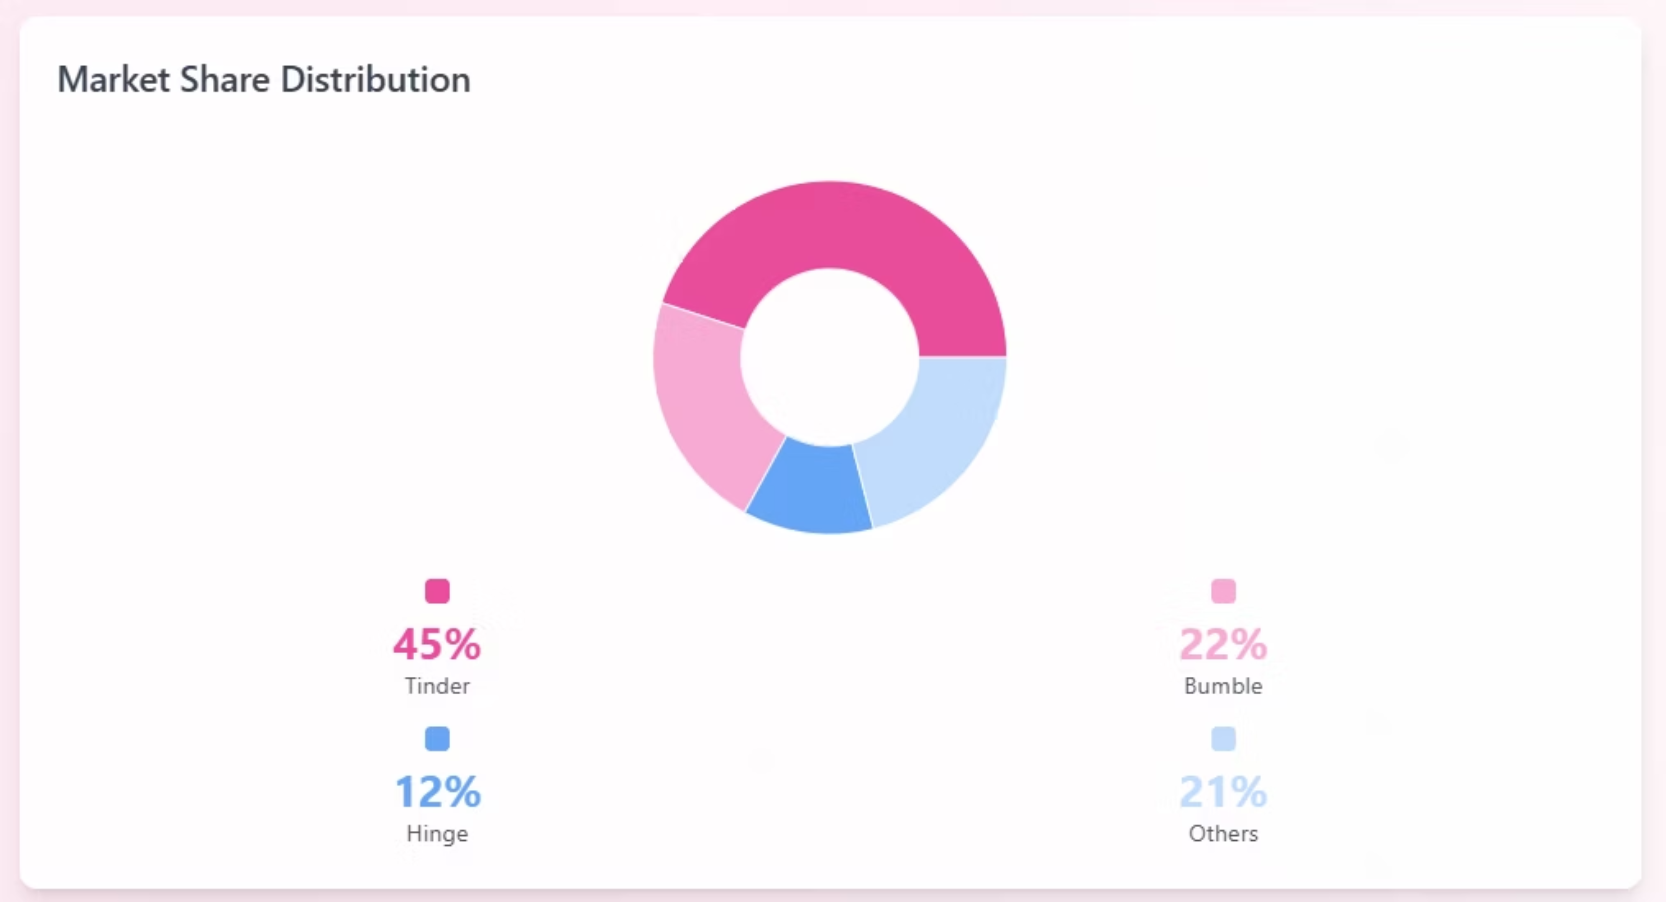 Market Share Distribution
45%
Tinder
22%
Bumble
12%
Hinge
21%
Others